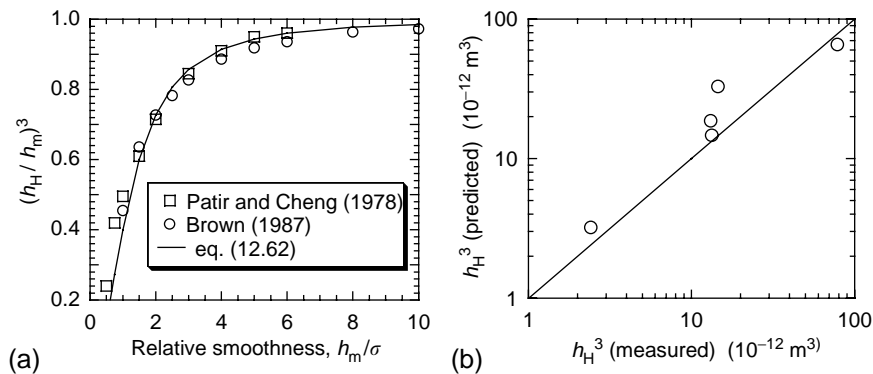 1.0
0.8
0.6
0.4
0.2
(h_H / h_m)^3
Patir and Cheng (1978)
Brown (1987)
eq. (12.62)
0 2 4 6 8 10
Relative smoothness, h_m/σ
(a)
100
10
1
h_H^3 (predicted) (10^−12 m^3)
1 10 100
h_H^3 (measured) (10^−12 m^3)
(b)